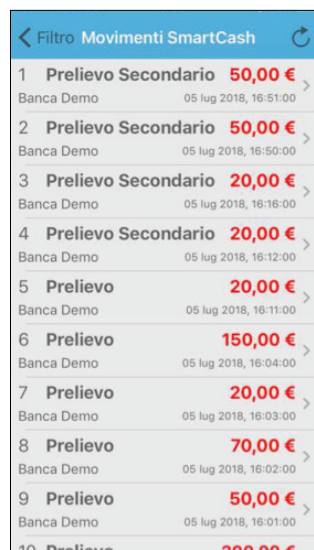 Filtro Movimenti SmartCash
1 Prelievo Secondario 50,00 €
Banca Demo 05 lug 2018, 16:51:00
2 Prelievo Secondario 50,00 €
Banca Demo 05 lug 2018, 16:50:00
3 Prelievo Secondario 20,00 €
Banca Demo 05 lug 2018, 16:16:00
4 Prelievo Secondario 20,00 €
Banca Demo 05 lug 2018, 16:12:00
5 Prelievo 20,00 €
Banca Demo 05 lug 2018, 16:11:00
6 Prelievo 150,00 €
Banca Demo 05 lug 2018, 16:04:00
7 Prelievo 20,00 €
Banca Demo 05 lug 2018, 16:03:00
8 Prelievo 70,00 €
Banca Demo 05 lug 2018, 16:02:00
9 Prelievo 50,00 €
Banca Demo 05 lug 2018, 16:01:00
10 Prelievo